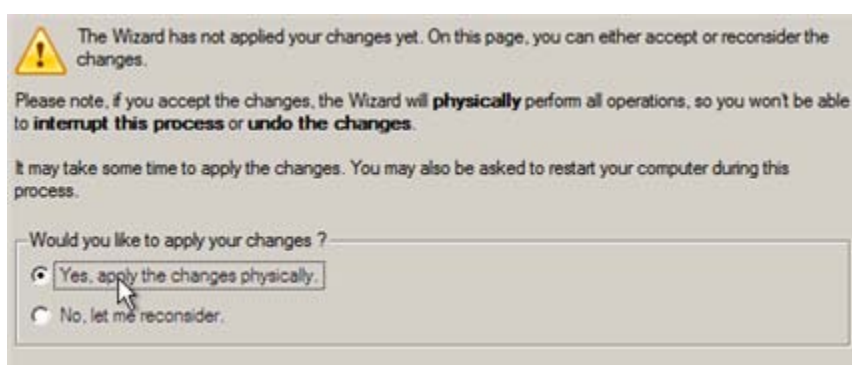 The Wizard has not applied your changes yet. On this page, you can either accept or reconsider the
changes.
Please note, if you accept the changes, the Wizard will physically perform all operations, so you won't be able
to interrupt this process or undo the changes.
It may take some time to apply the changes. You may also be asked to restart your computer during this
process.
Would you like to apply your changes ?
Yes, apply the changes physically.
No, let me reconsider.